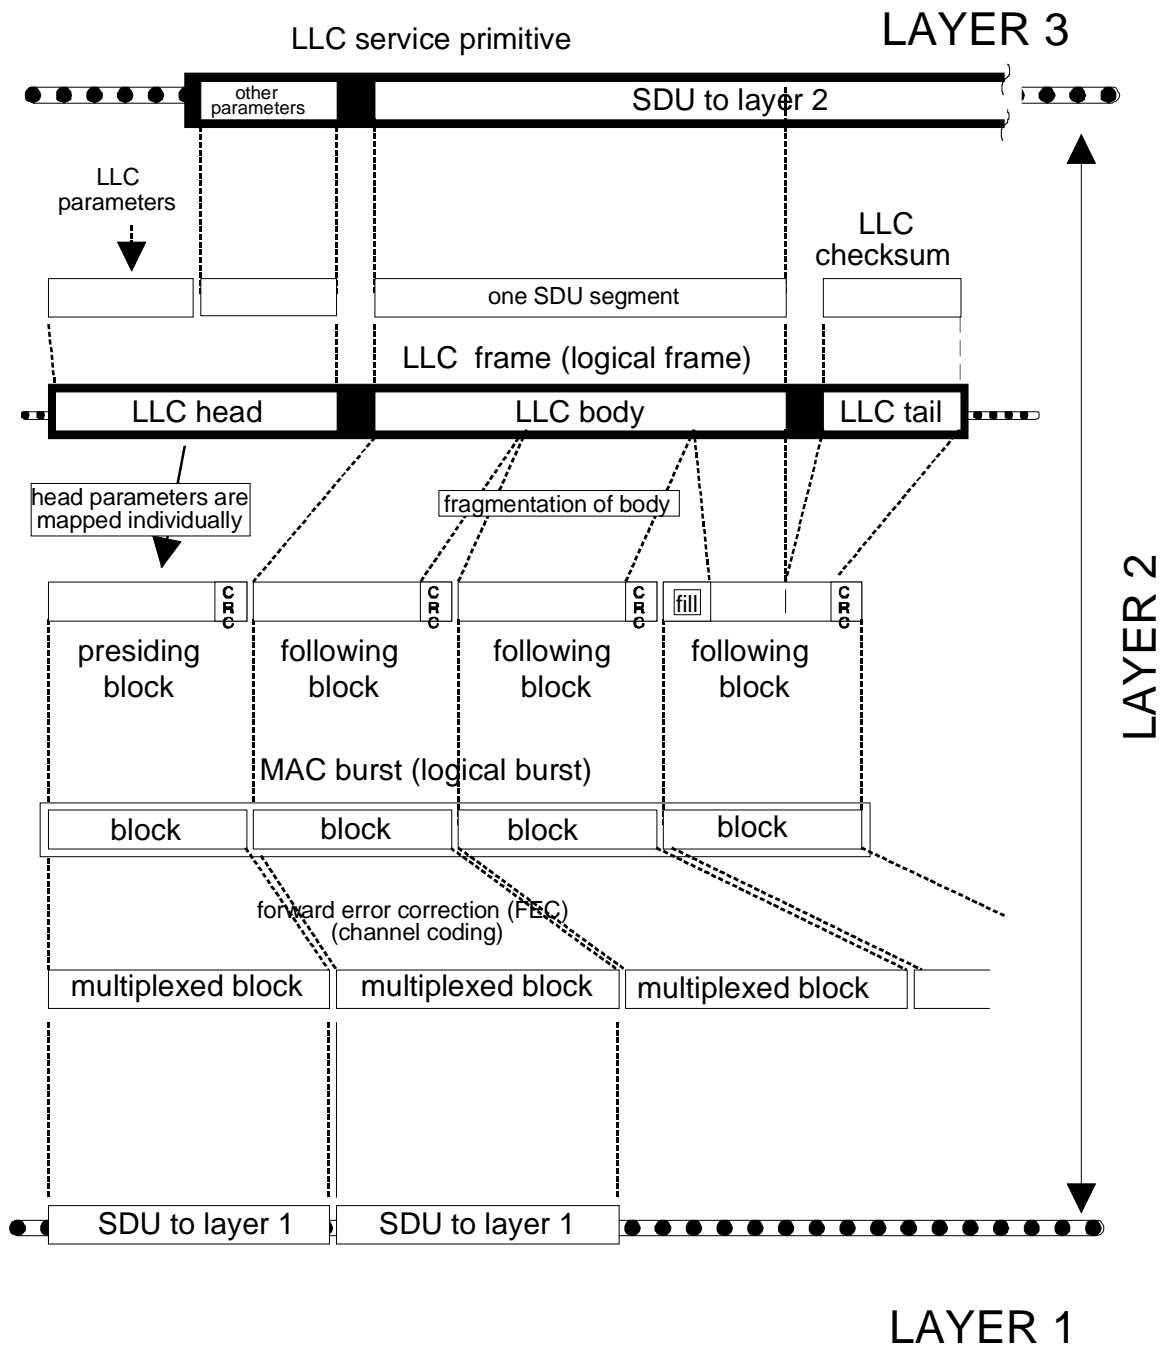 LAYER 3
LLC service primitive
other
parameters
SDU to layer 2
LLC
parameters
LLC
checksum
one SDU segment
LLC frame (logical frame)
LLC head
LLC body
LLC tail
head parameters are
mapped individually
fragmentation of body
CRC
CRC
CRC
fill
CRC
presiding
block
following
block
following
block
following
block
LAYER 2
MAC burst (logical burst)
block
block
block
block
forward error correction (FEC)
(channel coding)
multiplexed block
multiplexed block
multiplexed block
SDU to layer 1
SDU to layer 1
LAYER 1